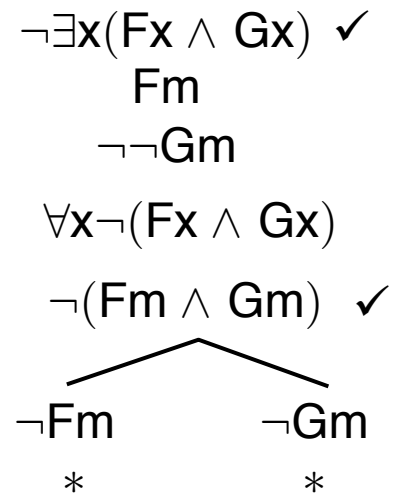 ¬∃x(Fx ∧ Gx) ✓
Fm
¬¬Gm
∀x¬(Fx ∧ Gx)
¬(Fm ∧ Gm) ✓
¬Fm ¬Gm
* *